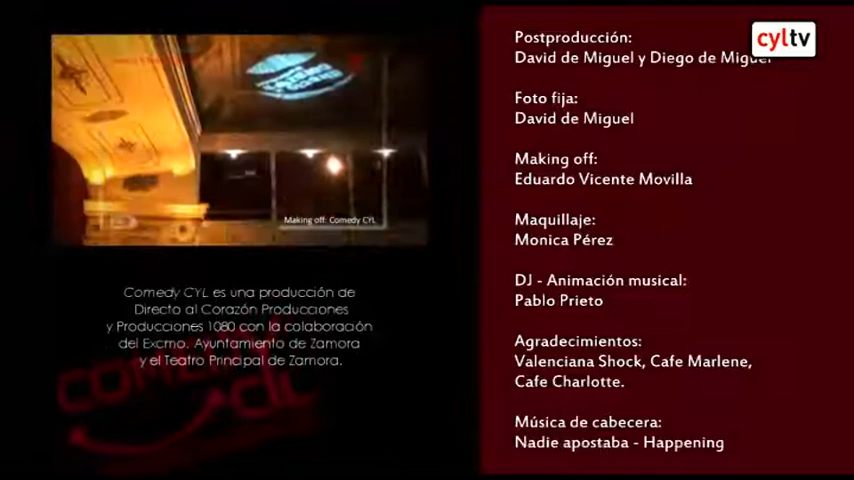 Making off: Comedy CYL
Comedy CYL es una producción de
Directo al Corazón Producciones
y Producciones 1080 con la colaboración
del Excmo. Ayuntamiento de Zamora
y el Teatro Principal de Zamora.
COMEDY
CYL
cyltv
Postproducción:
David de Miguel y Diego de Miguel
Foto fija:
David de Miguel
Making off:
Eduardo Vicente Movilla
Maquillaje:
Monica Pérez
DJ - Animación musical:
Pablo Prieto
Agradecimientos:
Valenciana Shock, Cafe Marlene,
Cafe Charlotte.
Música de cabecera:
Nadie apostaba - Happening